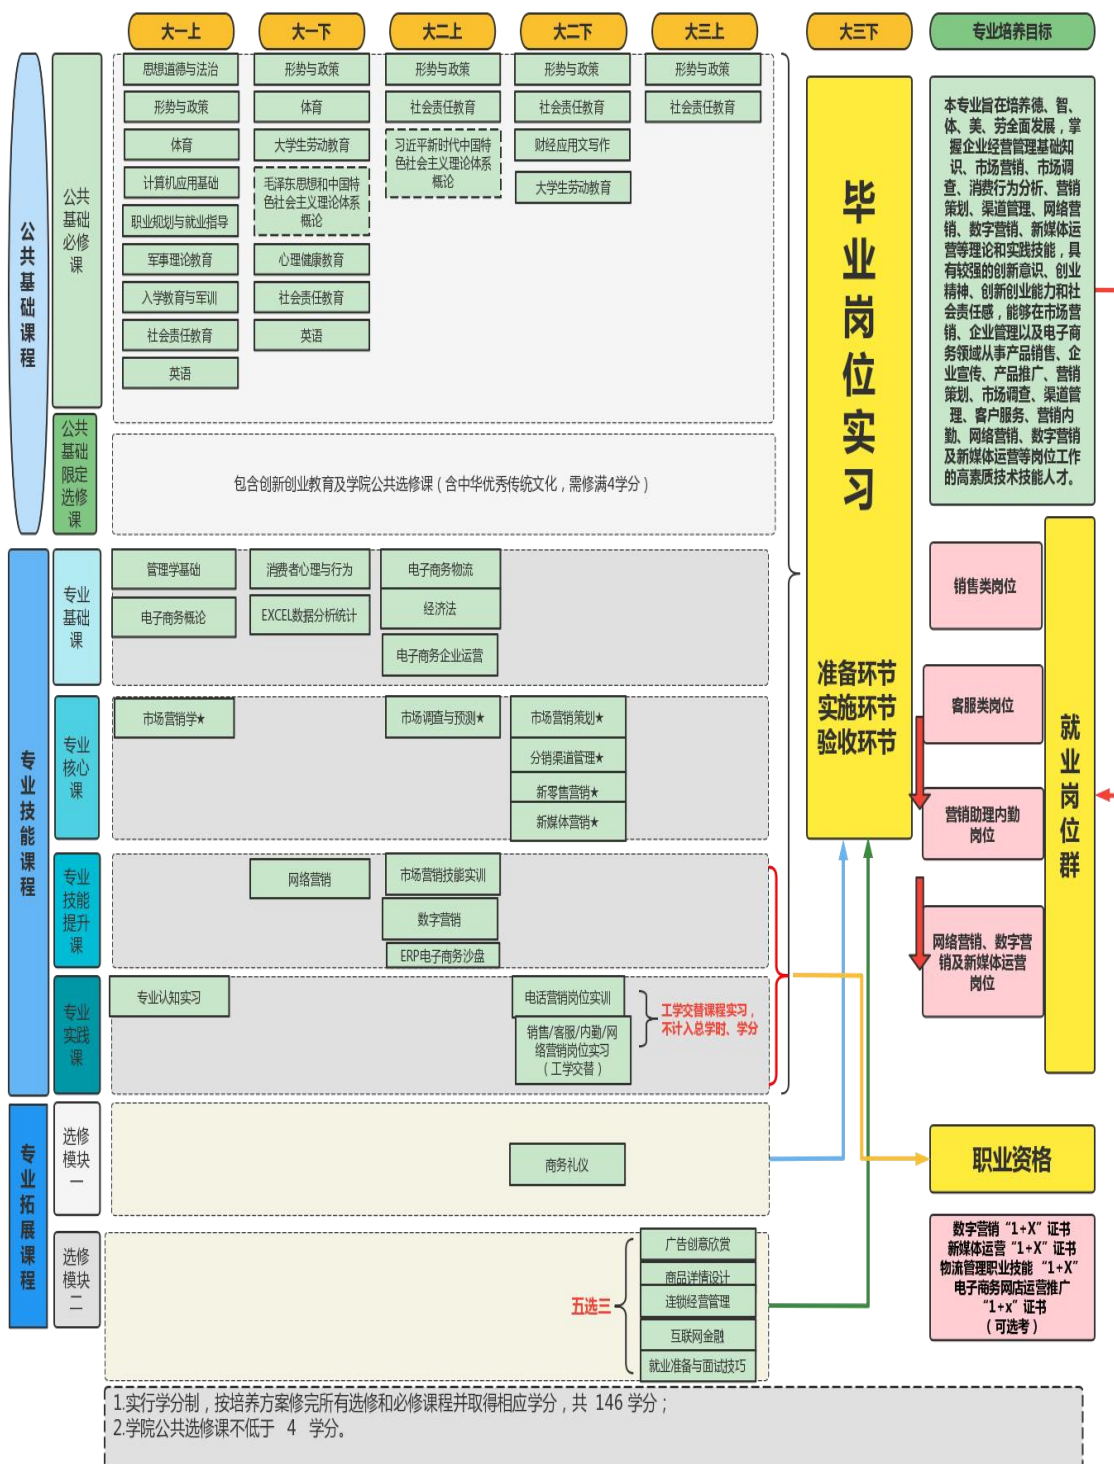 大一上
大一下
大二上
大二下
大三上
大三下
专业培养目标
公共基础课程
公共
基础
必修
课
思想道德与法治
形势与政策
体育
计算机应用基础
职业规划与就业指导
军事理论教育
入学教育与军训
社会责任教育
英语
形势与政策
体育
大学生劳动教育
毛泽东思想和中国特
色社会主义理论体系
概论
心理健康教育
社会责任教育
英语
形势与政策
社会责任教育
习近平新时代中国特
色社会主义理论体系
概论
形势与政策
社会责任教育
财经应用文写作
大学生劳动教育
形势与政策
社会责任教育
公共
基础
限定
选修
课
包含创新创业教育及学院公共选修课（含中华优秀传统文化，需修满4学分）
毕业岗位实习
准备环节
实施环节
验收环节
本专业旨在培养德、智、
体、美、劳全面发展，掌
握企业经营管理基础知
识、市场营销、市场调
查、消费行为分析、营销
策划、渠道管理、网络营
销、数字营销、新媒体运
营等理论和实践技能，具
有较强的创新意识、创业
精神、创新创业能力和社
会责任感，能够在市场营
销、企业管理以及电子商
务领域从事产品销售、企
业宣传、产品推广、营销
策划、市场调查、渠道管
理、客户服务、营销内
勤、网络营销、数字营销
及新媒体运营等岗位工作
的高素质技术技能人才。
专业技能课程
专业
基础
课
管理学基础
电子商务概论
消费者心理与行为
EXCEL数据分析统计
电子商务物流
经济法
电子商务企业运营
专业
核心
课
市场营销学★
市场调查与预测★
市场营销策划★
分销渠道管理★
新零售营销★
新媒体营销★
专业
技能
提升
课
网络营销
市场营销技能实训
数字营销
ERP电子商务沙盘
专业
实践
课
专业认知实习
电话营销岗位实训
销售/客服/内勤/网
络营销岗位实习
（工学交替）
工学交替课程实习，
不计入总学时、学分
就业岗位群
销售类岗位
客服类岗位
营销助理内勤
岗位
网络营销、数字营
销及新媒体运营
岗位
专业拓展课程
选修
模块
一
商务礼仪
选修
模块
二
五选三
广告创意欣赏
商品详情设计
连锁经营管理
互联网金融
就业准备与面试技巧
职业资格
数字营销“1+X”证书
新媒体运营“1+X”证书
物流管理职业技能“1+X”
电子商务网店运营推广
“1+x”证书
（可选考）
1.实行学分制，按培养方案修完所有选修和必修课程并取得相应学分，共 146 学分；
2.学院公共选修课不低于 4 学分。